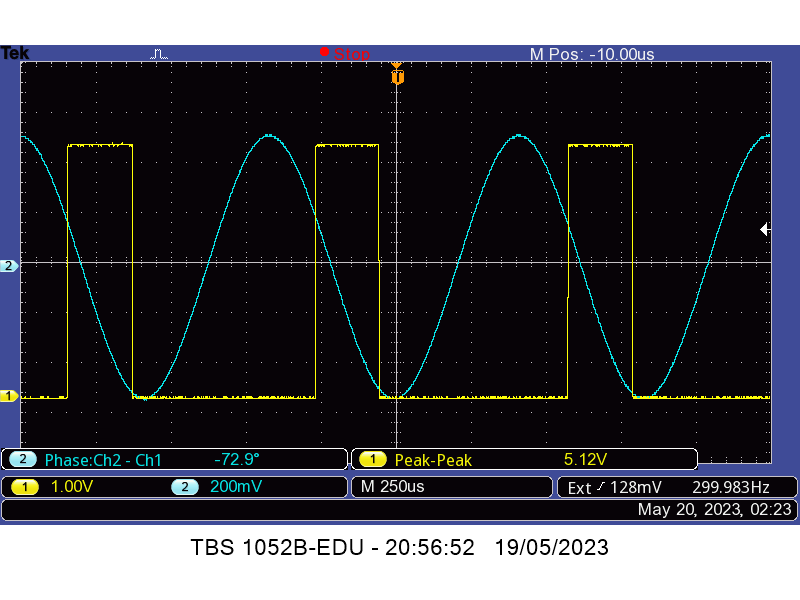 Tek Stop M Pos: -10.00us
T
2
1
2 Phase:Ch2 - Ch1 -72.9° 1 Peak-Peak 5.12V
1 1.00V 2 200mV M 250us Ext 128mV 299.983Hz
May 20, 2023, 02:23
TBS 1052B-EDU - 20:56:52 19/05/2023